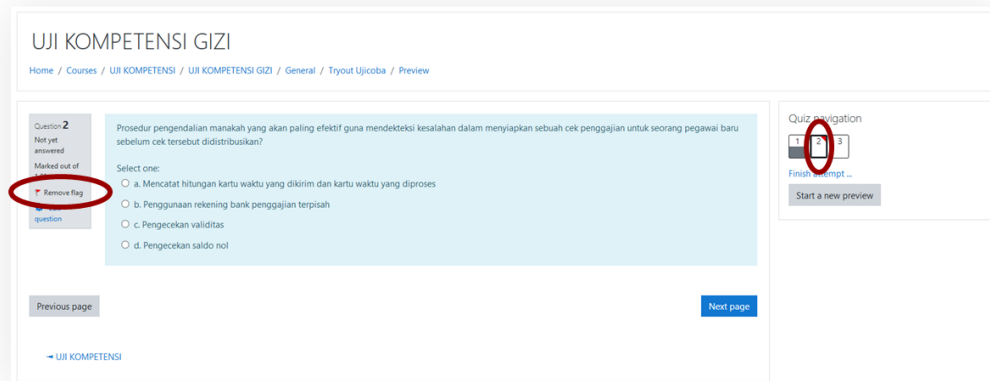 UJI KOMPETENSI GIZI
Home / Courses / UJI KOMPETENSI / UJI KOMPETENSI GIZI / General / Tryout Ujicoba / Preview
Question 2
Not yet
answered
Marked out of
Remove flag
question
Prosedur pengendalian manakah yang akan paling efektif guna mendekteksi kesalahan dalam menyiapkan sebuah cek penggajian untuk seorang pegawai baru
sebelum cek tersebut didistribusikan?
Select one:
a. Mencatat hitungan kartu waktu yang dikirim dan kartu waktu yang diproses
b. Penggunaan rekening bank penggajian terpisah
c. Pengecekan validitas
d. Pengecekan saldo nol
Previous page
Next page
UJI KOMPETENSI
Quiz navigation
1 2 3
Finish attempt ...
Start a new preview